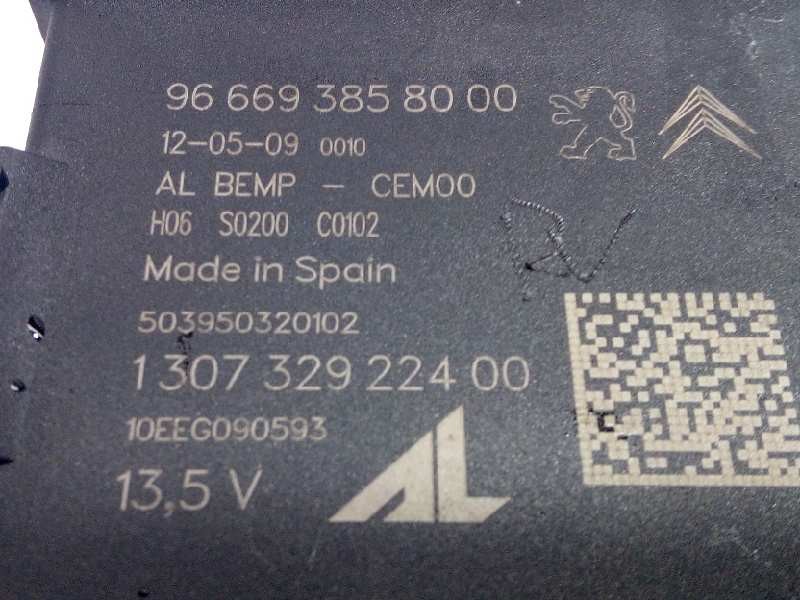 96 669 385 80 00
12-05-09 0010
AL BEMP - CEM00
H06 S0200 C0102
Made in Spain
503950320102
1 307 329 224 00
10EEG090593
13,5 V
AL